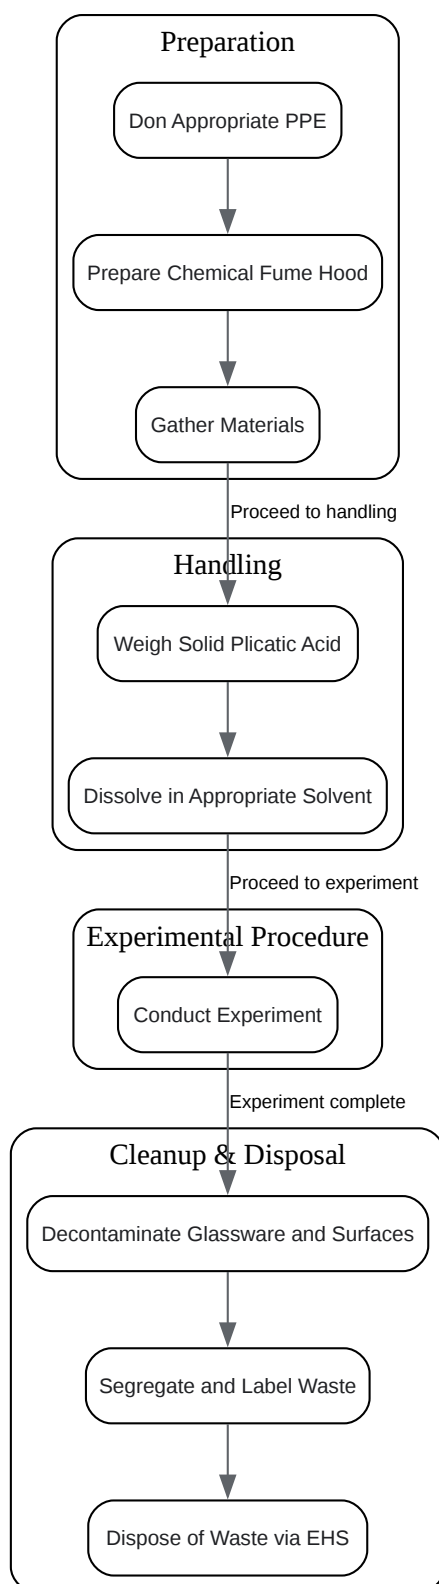 Preparation
Don Appropriate PPE
Prepare Chemical Fume Hood
Gather Materials
Proceed to handling
Handling
Weigh Solid Plicatic Acid
Dissolve in Appropriate Solvent
Proceed to experiment
Experimental Procedure
Conduct Experiment
Experiment complete
Cleanup & Disposal
Decontaminate Glassware and Surfaces
Segregate and Label Waste
Dispose of Waste via EHS